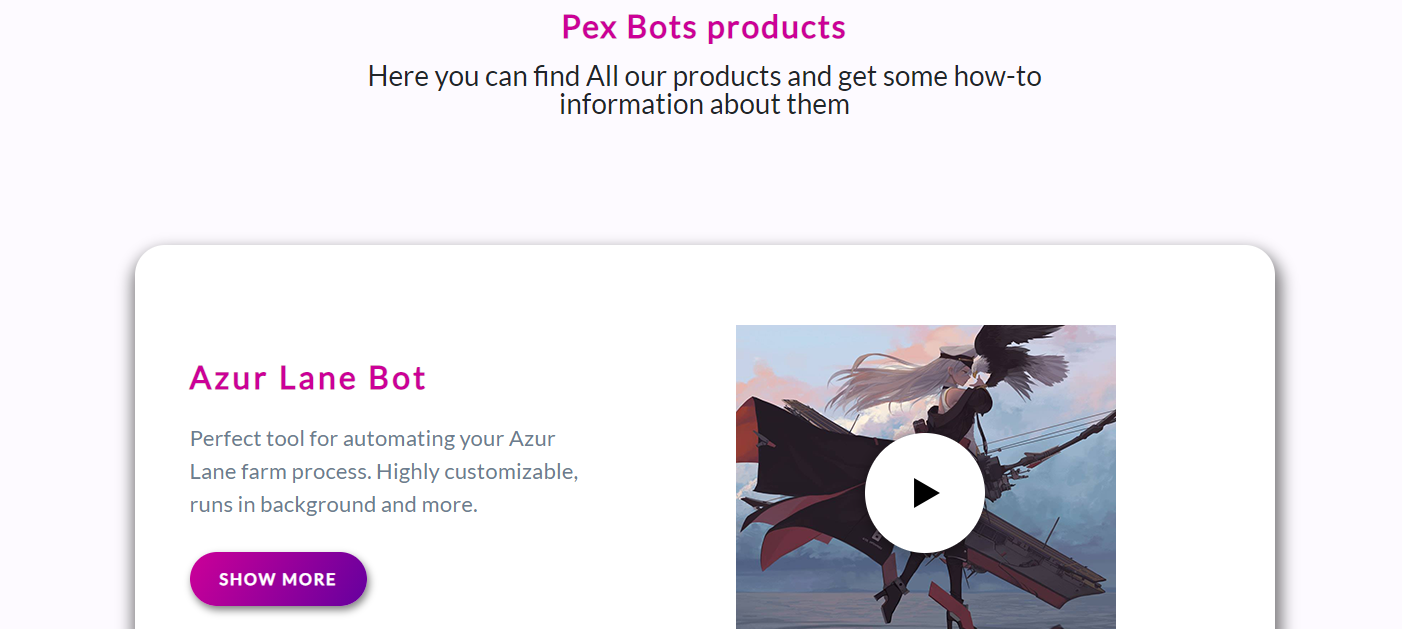 Pex Bots products
Here you can find All our products and get some how-to
information about them
Azur Lane Bot
Perfect tool for automating your Azur
Lane farm process. Highly customizable,
runs in background and more.
SHOW MORE